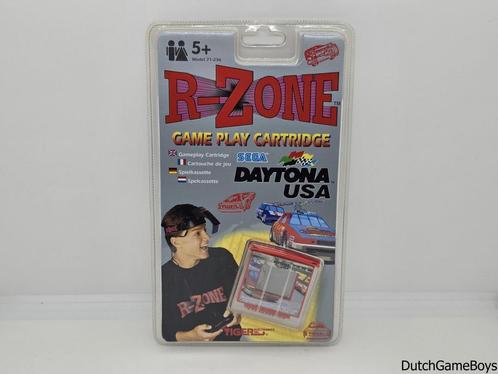 5+
Model 71-236
R-ZONE™
GAME PLAY CARTRIDGE
Gameplay Cartridge
Cartouche de jeu
Spielkassette
Spelcassette
SEGA
DAYTONA
USA
R-ZONE
TIGER
DutchGameBoys